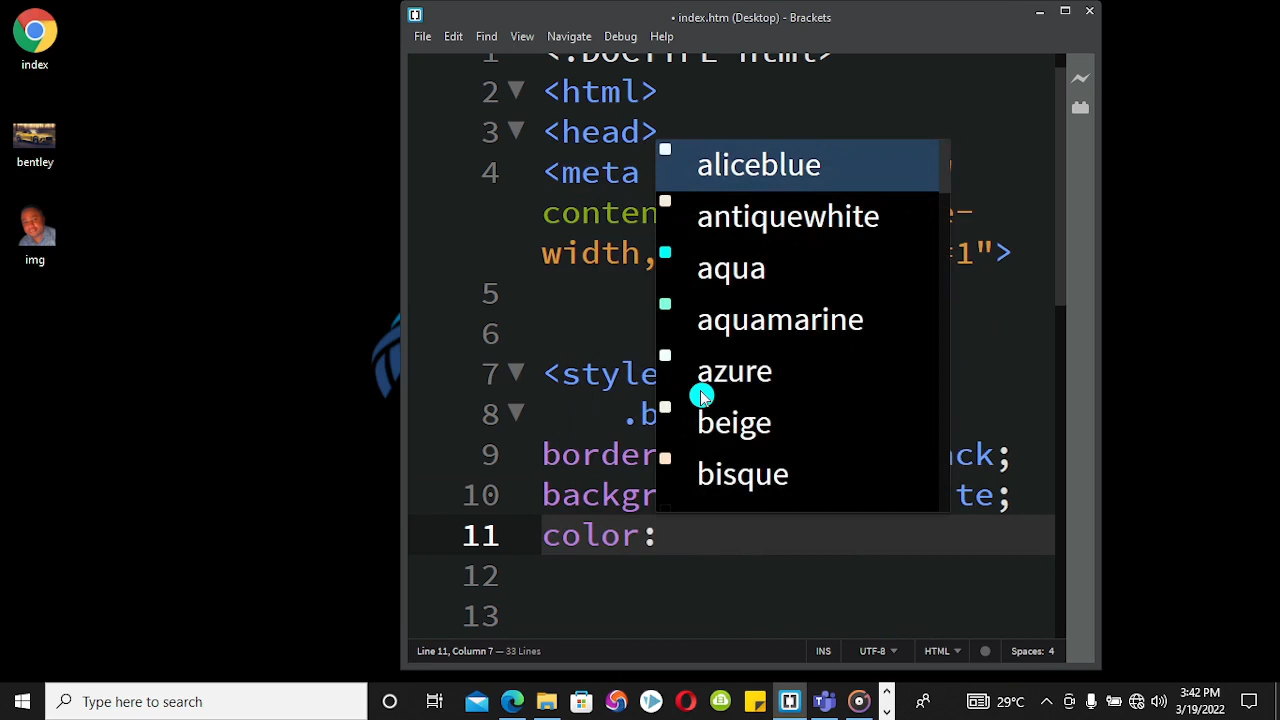 index
bentley
img
• index.htm (Desktop) - Brackets
File Edit Find View Navigate Debug Help
1 <!DOCTYPE html>
2 <html>
3 <head>
4 <meta
conten
e-
width,
=1">
5
6
7 <style
8 .b
9 border
ck;
10 backgr
te;
11 color:
12
13
aliceblue
antiquewhite
aqua
aquamarine
azure
beige
bisque
Line 11, Column 7 — 33 Lines
INS UTF-8 HTML Spaces: 4
Type here to search
29°C
3:42 PM
3/19/2022